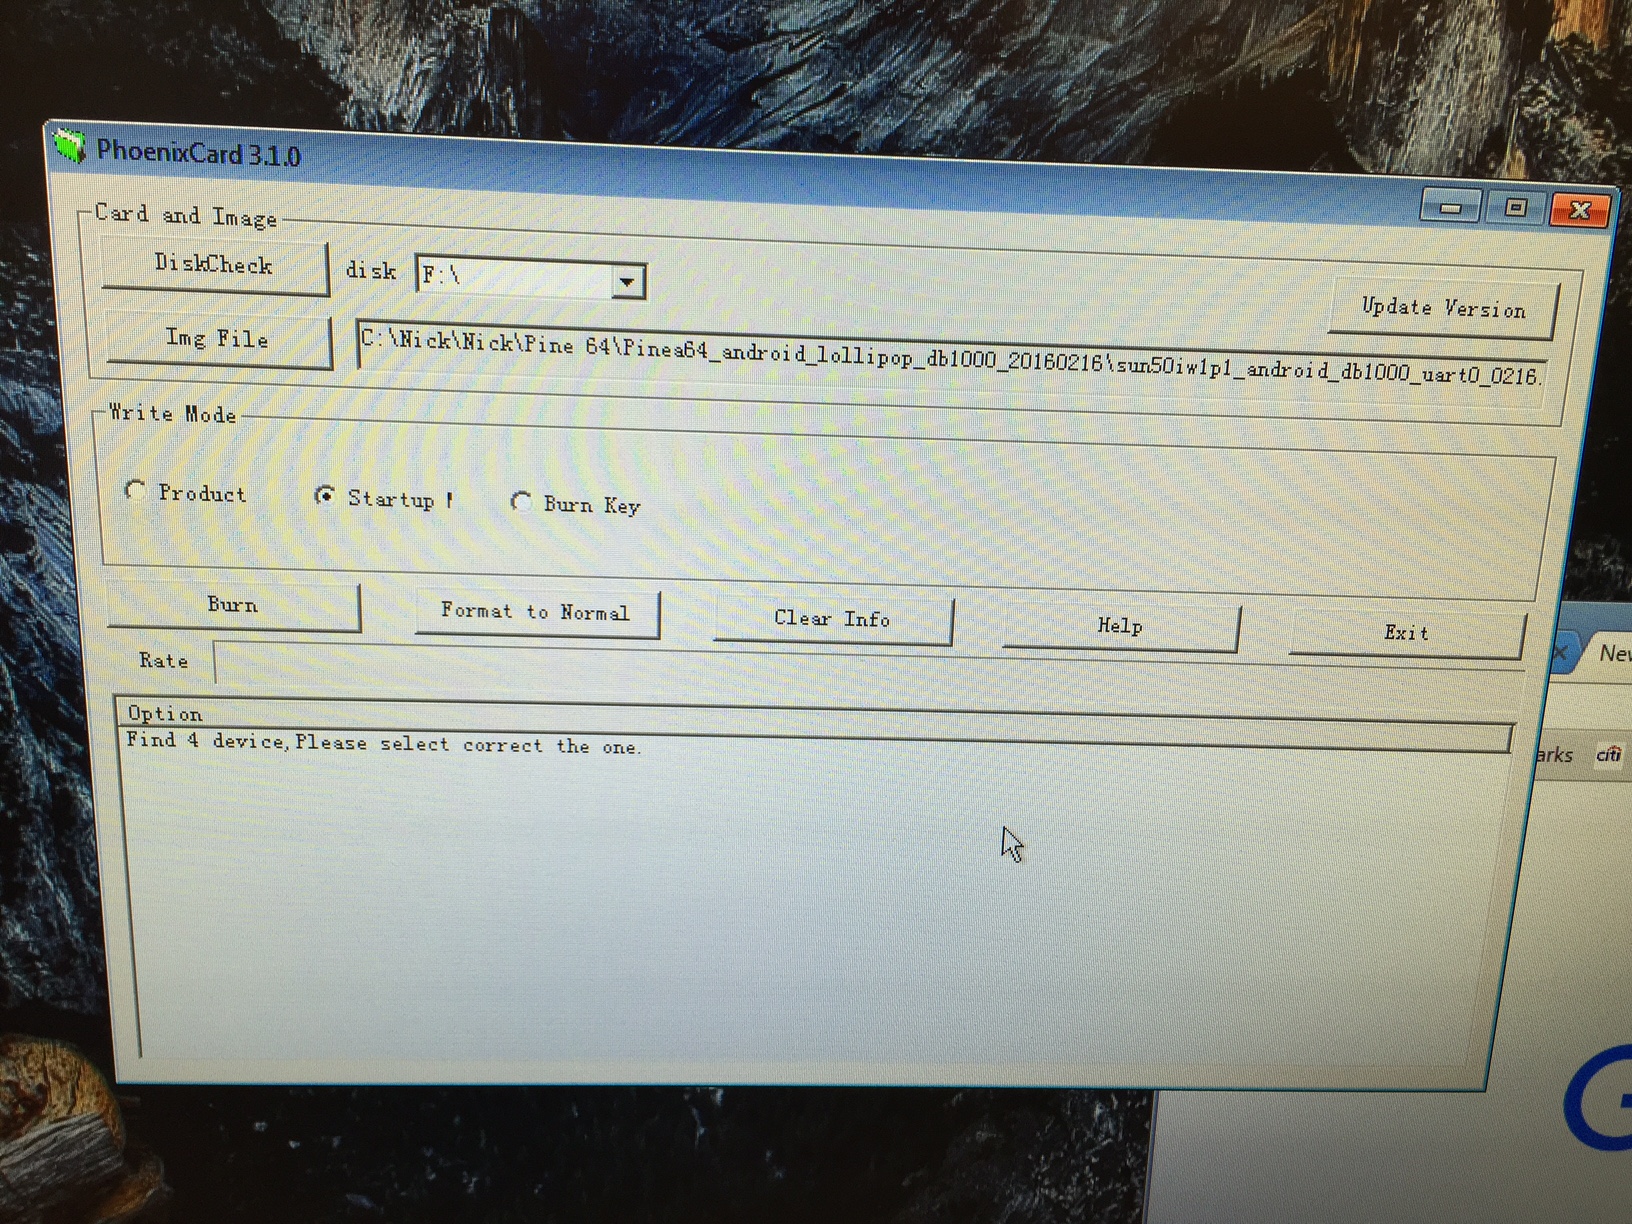 PhoenixCard 3.1.0
Card and Image
DiskCheck
disk
F:\
Update Version
Img File
C:\Nick\Nick\Pine 64\Pinea64_android_lollipop_db1000_20160216\sun50iw1p1_android_db1000_uart0_0216.
Write Mode
Product
Startup
Burn Key
Burn
Format to Normal
Clear Info
Help
Exit
Rate
Option
Find 4 device,Please select correct the one.
New
arks
citi
G